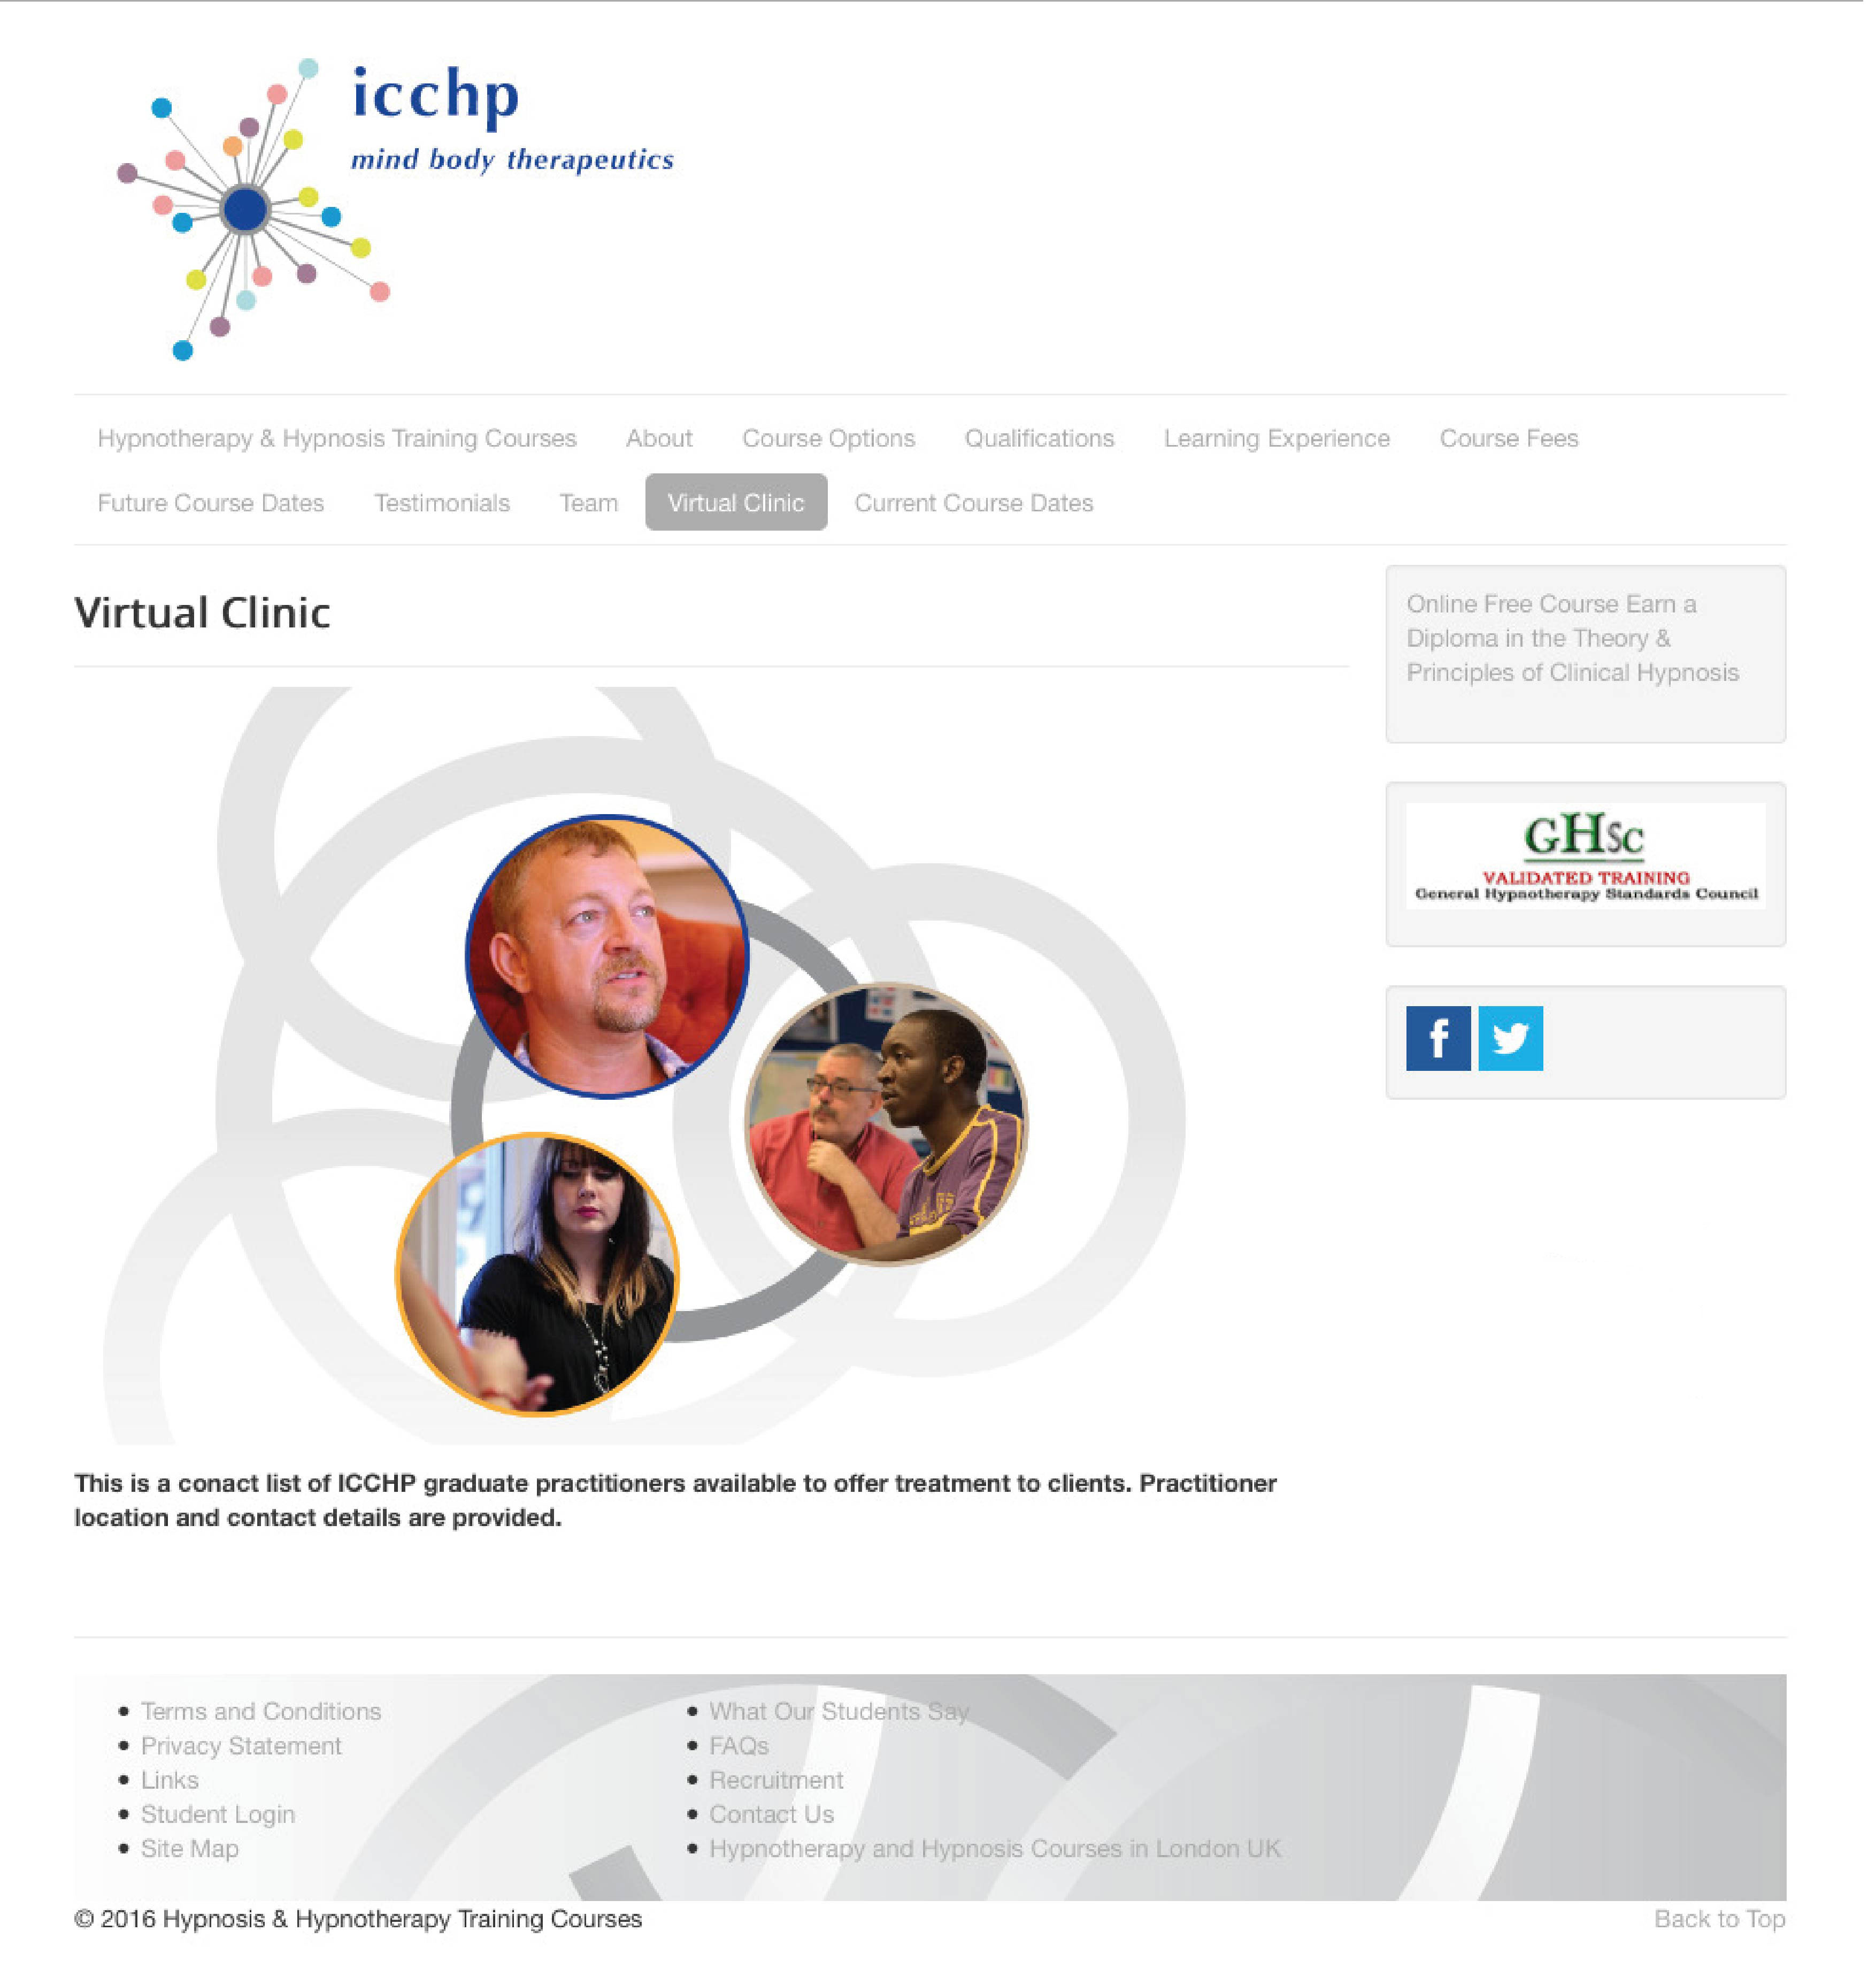 icchp
mind body therapeutics
Hypnotherapy & Hypnosis Training Courses About Course Options Qualifications Learning Experience Course Fees
Future Course Dates Testimonials Team Virtual Clinic Current Course Dates
Virtual Clinic
Online Free Course Earn a
Diploma in the Theory &
Principles of Clinical Hypnosis
GHSC
VALIDATED TRAINING
General Hypnotherapy Standards Council
f
This is a conact list of ICCHP graduate practitioners available to offer treatment to clients. Practitioner
location and contact details are provided.
Terms and Conditions
Privacy Statement
Links
Student Login
Site Map
What Our Students Say
FAQs
Recruitment
Contact Us
Hypnotherapy and Hypnosis Courses in London UK
© 2016 Hypnosis & Hypnotherapy Training Courses
Back to Top